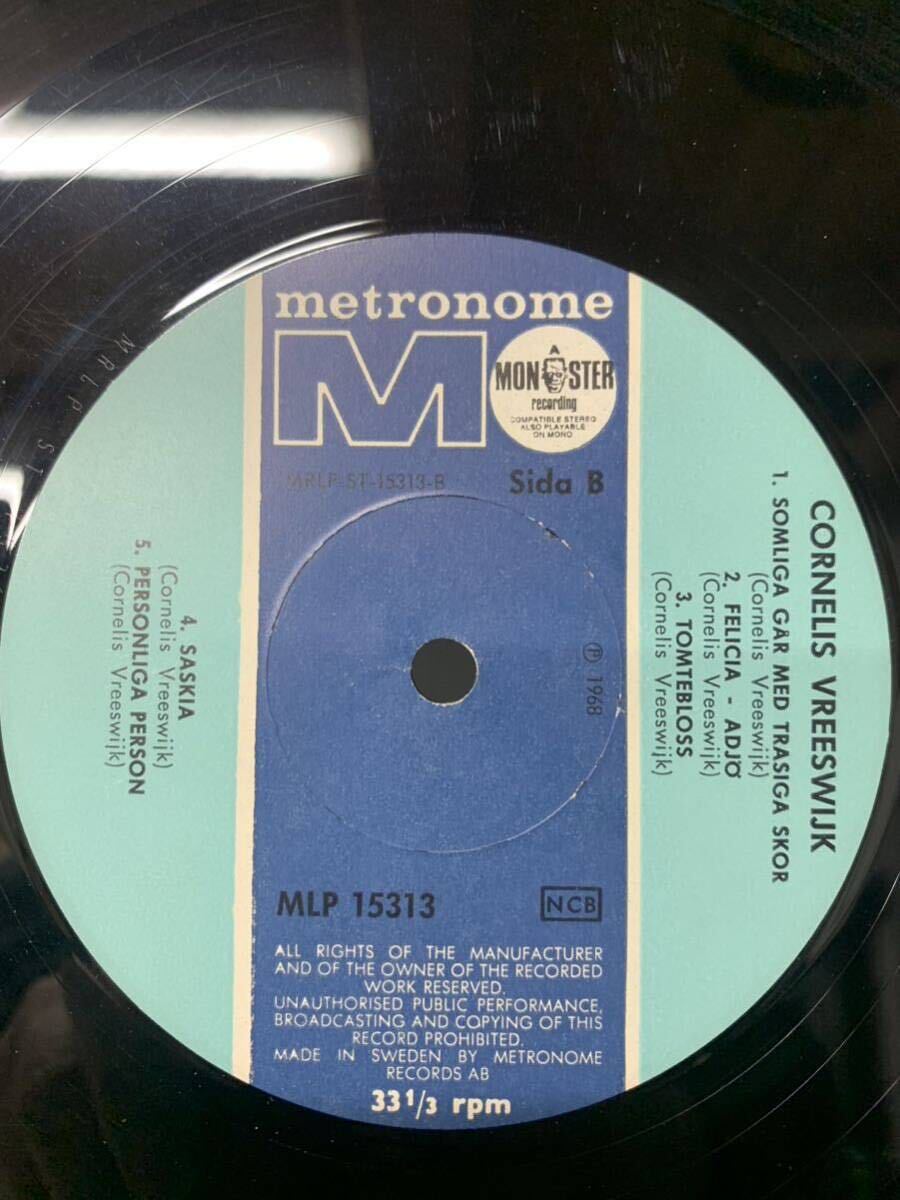 metronome
M
A
MONSTER
recording
COMPATIBLE STEREO
ALSO PLAYABLE
ON MONO
MRLP-ST-15313-B
Sida B
CORNELIS VREESWIJK
1. SOMLIGA GÅR MED TRASIGA SKOR
(Cornelis Vreeswijk)
2. FELICIA - ADJÖ
(Cornelis Vreeswijk)
3. TOMTEBLOSS
(Cornelis Vreeswijk)
4. SASKIA
(Cornelis Vreeswijk)
5. PERSONLIGA PERSON
(Cornelis Vreeswijk)
℗ 1968
MLP 15313
NCB
ALL RIGHTS OF THE MANUFACTURER
AND OF THE OWNER OF THE RECORDED
WORK RESERVED.
UNAUTHORISED PUBLIC PERFORMANCE,
BROADCASTING AND COPYING OF THIS
RECORD PROHIBITED.
MADE IN SWEDEN BY METRONOME
RECORDS AB
33 1/3 rpm
MRLP